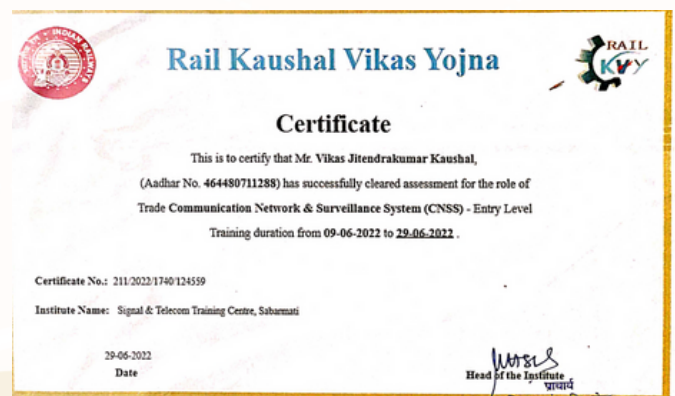 INDIAN RAILWAYS
Rail Kaushal Vikas Yojna
RAIL
KVY
Certificate
This is to certify that Mr. Vikas Jitendrakumar Kaushal,
(Aadhar No. 464480711288) has successfully cleared assessment for the role of
Trade Communication Network & Surveillance System (CNSS) - Entry Level
Training duration from 09-06-2022 to 29-06-2022 .
Certificate No.: 211/2022/1740/124559
Institute Name: Signal & Telecom Training Centre, Sabarmati
29-06-2022
Date
Head of the Institute
प्राचार्य